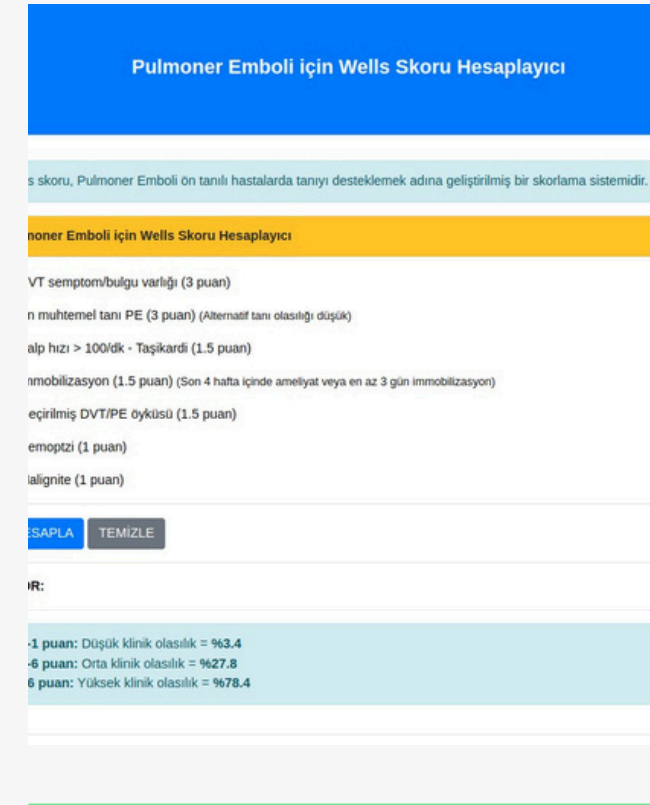 Pulmoner Emboli için Wells Skoru Hesaplayıcı
s skoru, Pulmoner Emboli ön tanılı hastalarda tanıyı desteklemek adına geliştirilmiş bir skorlama sistemidir.
moner Emboli için Wells Skoru Hesaplayıcı
VT semptom/bulgu varlığı (3 puan)
n muhtemel tanı PE (3 puan) (Alternatif tanı olasılığı düşük)
alp hızı > 100/dk - Taşikardi (1.5 puan)
nmobilizasyon (1.5 puan) (Son 4 hafta içinde ameliyat veya en az 3 gün immobilizasyon)
eçirilmiş DVT/PE öyküsü (1.5 puan)
emoptzi (1 puan)
lalignite (1 puan)
ESAPLA TEMİZLE
OR:
-1 puan: Düşük klinik olasılık = %3.4
-6 puan: Orta klinik olasılık = %27.8
6 puan: Yüksek klinik olasılık = %78.4